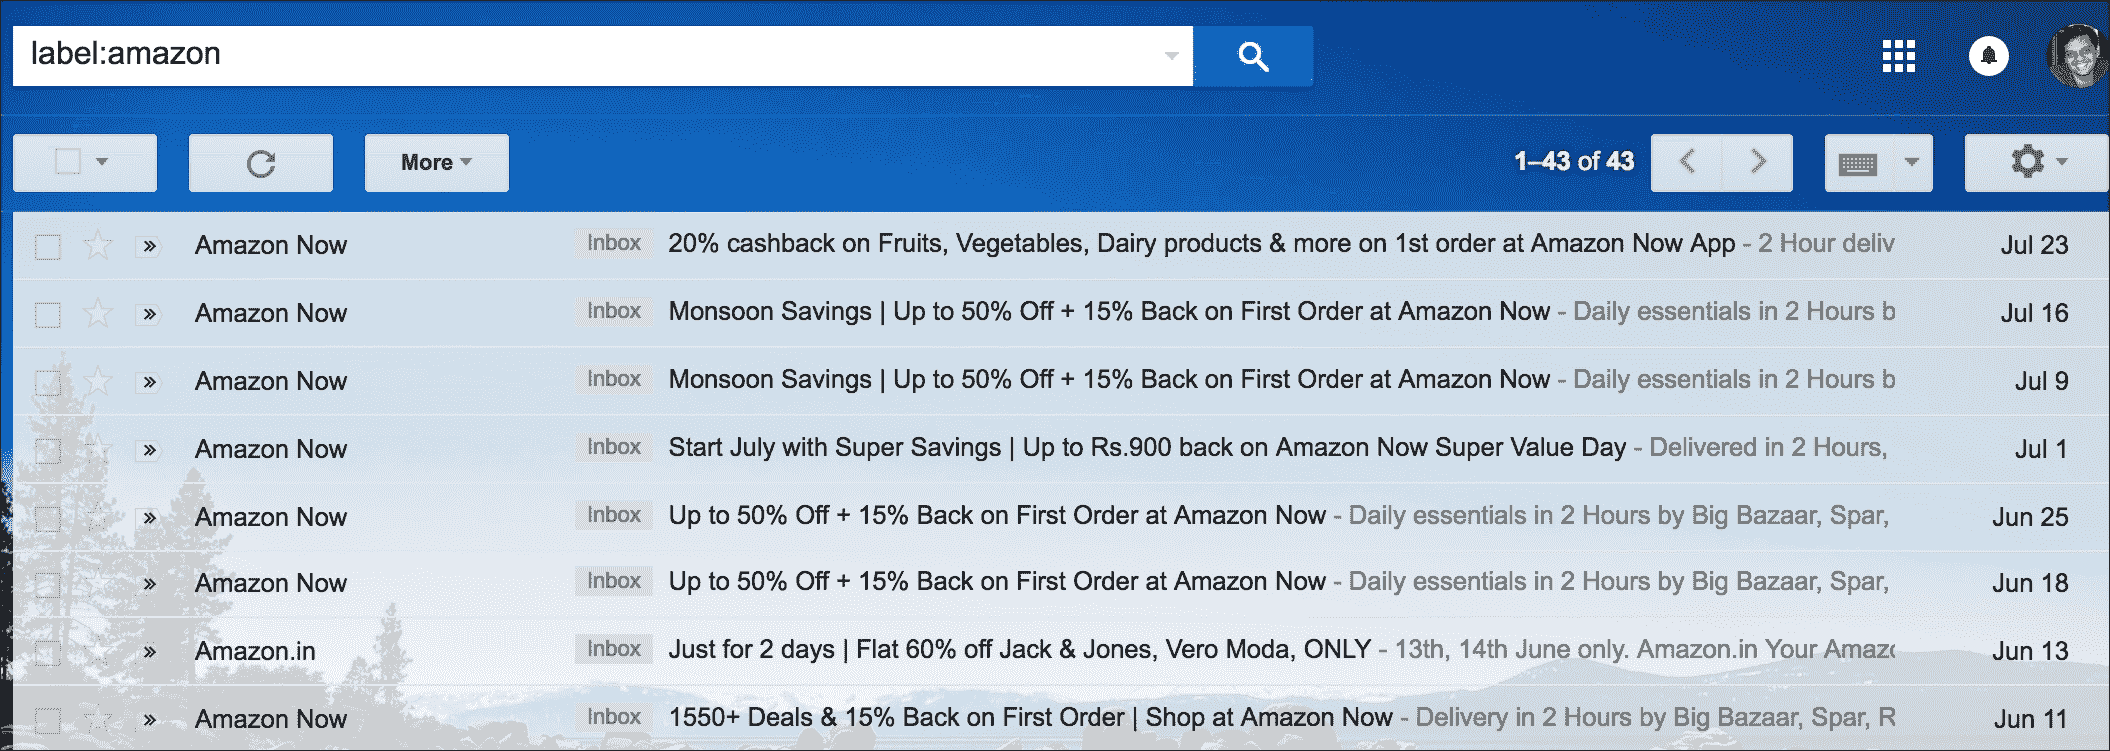 label:amazon
More
1–43 of 43
Amazon Now Inbox 20% cashback on Fruits, Vegetables, Dairy products & more on 1st order at Amazon Now App - 2 Hour deliv Jul 23
Amazon Now Inbox Monsoon Savings | Up to 50% Off + 15% Back on First Order at Amazon Now - Daily essentials in 2 Hours b Jul 16
Amazon Now Inbox Monsoon Savings | Up to 50% Off + 15% Back on First Order at Amazon Now - Daily essentials in 2 Hours b Jul 9
Amazon Now Inbox Start July with Super Savings | Up to Rs.900 back on Amazon Now Super Value Day - Delivered in 2 Hours, Jul 1
Amazon Now Inbox Up to 50% Off + 15% Back on First Order at Amazon Now - Daily essentials in 2 Hours by Big Bazaar, Spar, Jun 25
Amazon Now Inbox Up to 50% Off + 15% Back on First Order at Amazon Now - Daily essentials in 2 Hours by Big Bazaar, Spar, Jun 18
Amazon.in Inbox Just for 2 days | Flat 60% off Jack & Jones, Vero Moda, ONLY - 13th, 14th June only. Amazon.in Your Amaz Jun 13
Amazon Now Inbox 1550+ Deals & 15% Back on First Order | Shop at Amazon Now - Delivery in 2 Hours by Big Bazaar, Spar, R Jun 11